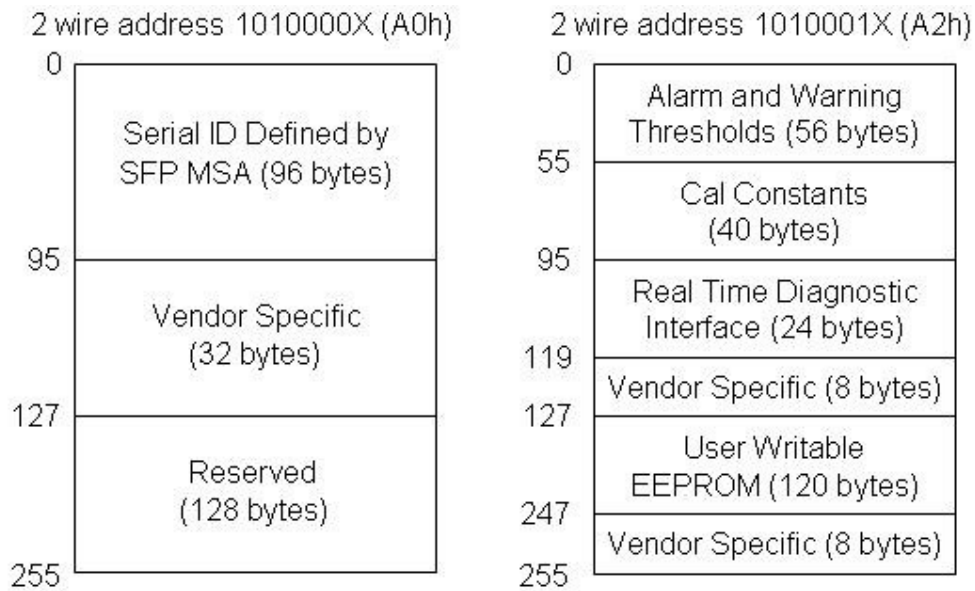 2 wire address 1010000X (A0h)
0
Serial ID Defined by
SFP MSA (96 bytes)
95
Vendor Specific
(32 bytes)
127
Reserved
(128 bytes)
255
2 wire address 1010001X (A2h)
0
Alarm and Warning
Thresholds (56 bytes)
55
Cal Constants
(40 bytes)
95
Real Time Diagnostic
Interface (24 bytes)
119
Vendor Specific (8 bytes)
127
User Writable
EEPROM (120 bytes)
247
Vendor Specific (8 bytes)
255